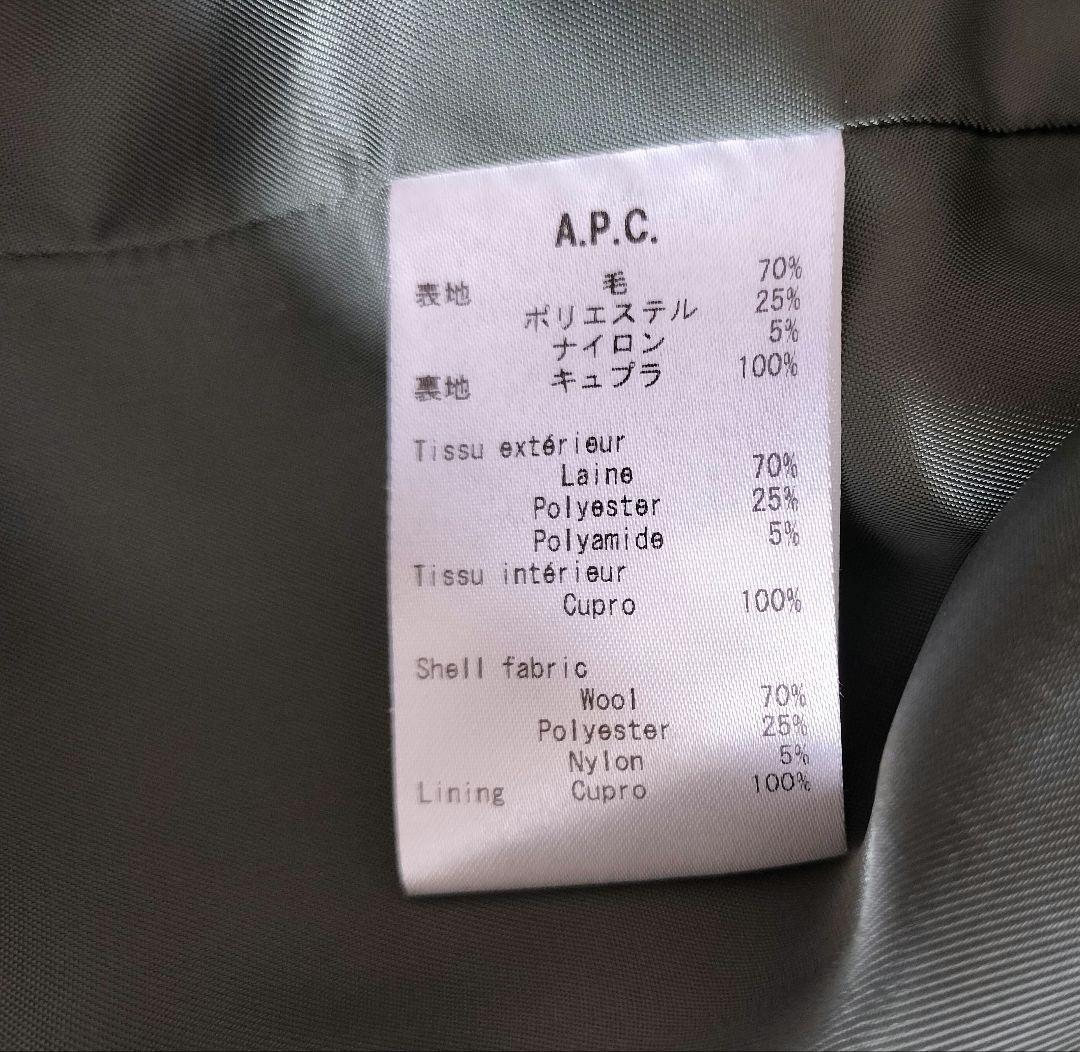 A.P.C.
表地 毛 70%
ポリエステル 25%
ナイロン 5%
裏地 キュプラ 100%
Tissu extérieur
Laine 70%
Polyester 25%
Polyamide 5%
Tissu intérieur
Cupro 100%
Shell fabric
Wool 70%
Polyester 25%
Nylon 5%
Lining Cupro 100%